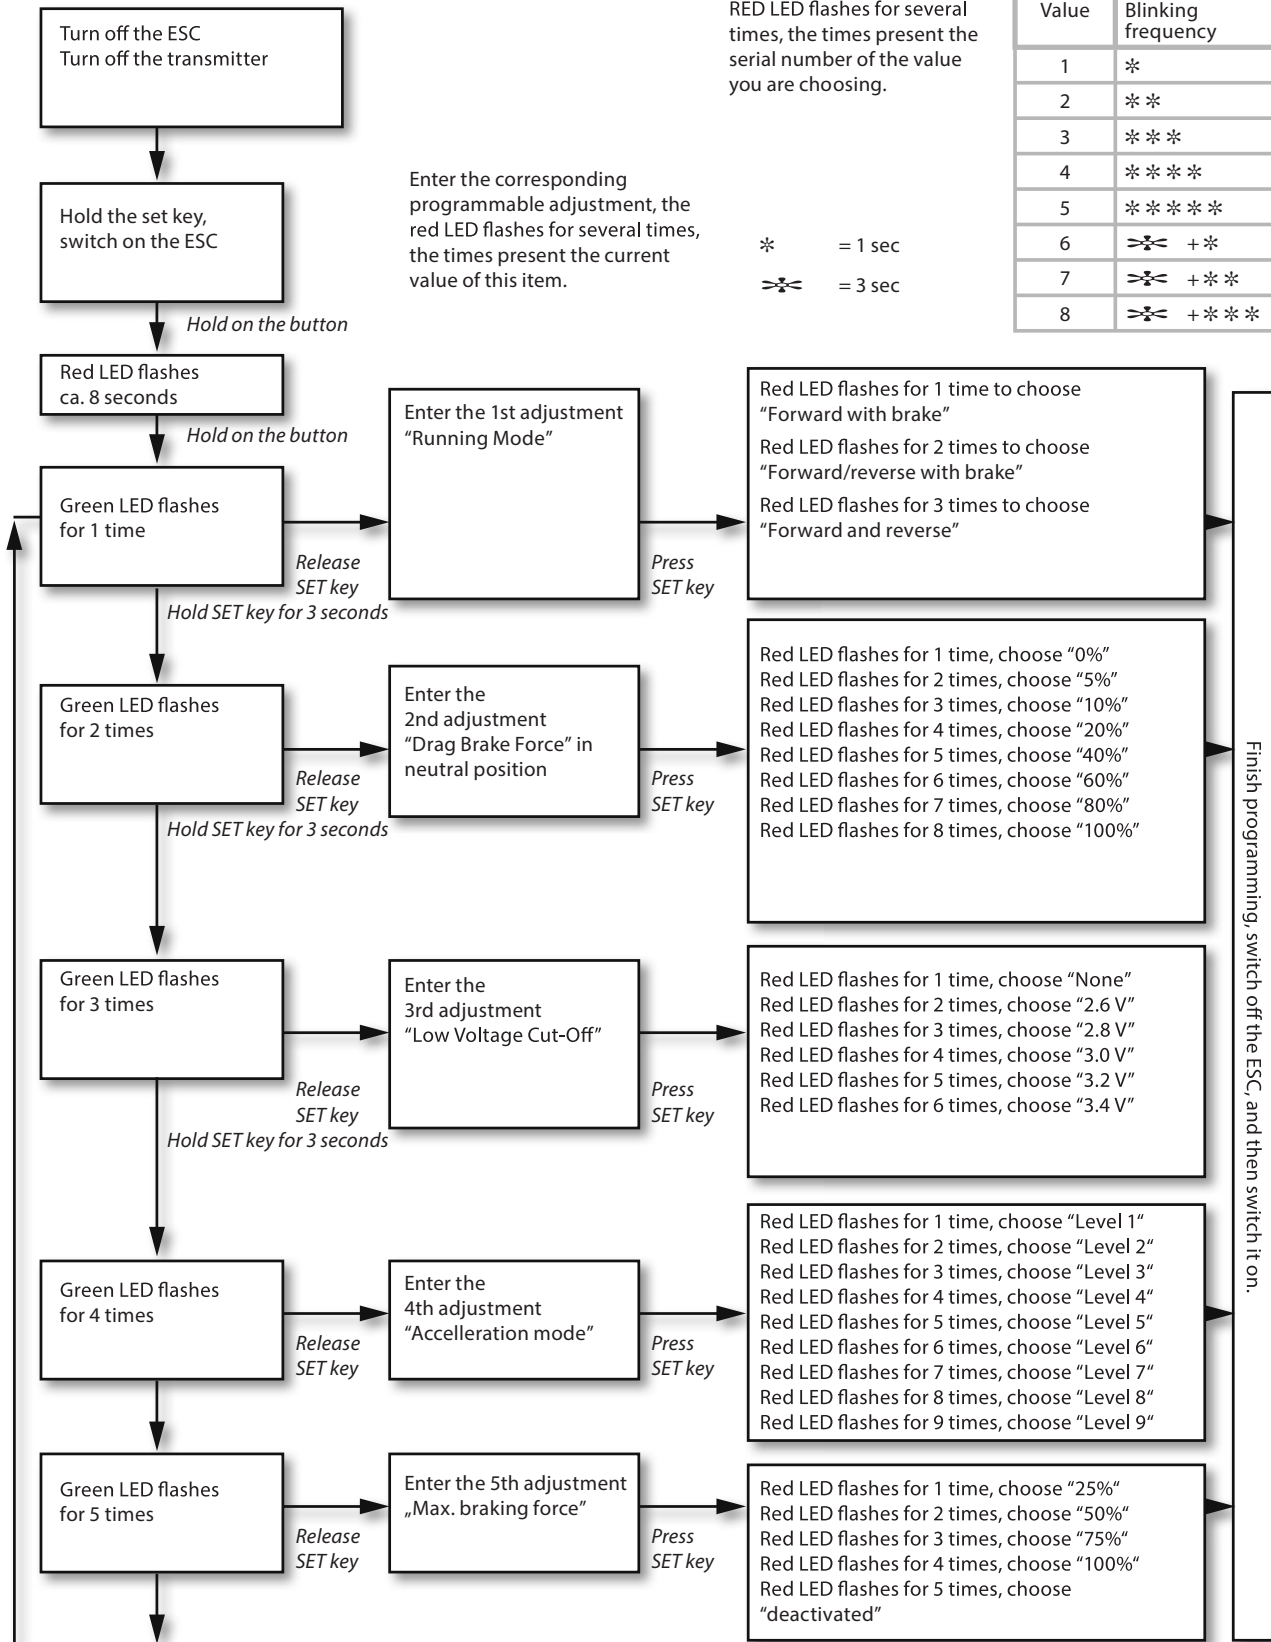 Turn off the ESC
Turn off the transmitter
RED LED flashes for several
times, the times present the
serial number of the value
you are choosing.
Value Blinking
frequency
1 *
2 **
3 ***
4 ****
5 *****
6 +*
7 +**
8 +***
Enter the corresponding
programmable adjustment, the
red LED flashes for several times,
the times present the current
value of this item.
* = 1 sec
= 3 sec
Hold the set key,
switch on the ESC
Hold on the button
Red LED flashes
ca. 8 seconds
Hold on the button
Green LED flashes
for 1 time
Release
SET key
Hold SET key for 3 seconds
Enter the 1st adjustment
“Running Mode”
Press
SET key
Red LED flashes for 1 time to choose
“Forward with brake”
Red LED flashes for 2 times to choose
“Forward/reverse with brake”
Red LED flashes for 3 times to choose
“Forward and reverse”
Green LED flashes
for 2 times
Release
SET key
Hold SET key for 3 seconds
Enter the
2nd adjustment
“Drag Brake Force” in
neutral position
Press
SET key
Red LED flashes for 1 time, choose “0%”
Red LED flashes for 2 times, choose “5%”
Red LED flashes for 3 times, choose “10%”
Red LED flashes for 4 times, choose “20%”
Red LED flashes for 5 times, choose “40%”
Red LED flashes for 6 times, choose “60%”
Red LED flashes for 7 times, choose “80%”
Red LED flashes for 8 times, choose “100%”
Green LED flashes
for 3 times
Release
SET key
Hold SET key for 3 seconds
Enter the
3rd adjustment
“Low Voltage Cut-Off”
Press
SET key
Red LED flashes for 1 time, choose “None”
Red LED flashes for 2 times, choose “2.6 V”
Red LED flashes for 3 times, choose “2.8 V”
Red LED flashes for 4 times, choose “3.0 V”
Red LED flashes for 5 times, choose “3.2 V”
Red LED flashes for 6 times, choose “3.4 V”
Green LED flashes
for 4 times
Release
SET key
Enter the
4th adjustment
“Accelleration mode”
Press
SET key
Red LED flashes for 1 time, choose “Level 1“
Red LED flashes for 2 times, choose “Level 2“
Red LED flashes for 3 times, choose “Level 3“
Red LED flashes for 4 times, choose “Level 4“
Red LED flashes for 5 times, choose “Level 5“
Red LED flashes for 6 times, choose “Level 6“
Red LED flashes for 7 times, choose “Level 7“
Red LED flashes for 8 times, choose “Level 8“
Red LED flashes for 9 times, choose “Level 9“
Green LED flashes
for 5 times
Release
SET key
Enter the 5th adjustment
„Max. braking force”
Press
SET key
Red LED flashes for 1 time, choose “25%“
Red LED flashes for 2 times, choose “50%“
Red LED flashes for 3 times, choose “75%“
Red LED flashes for 4 times, choose “100%“
Red LED flashes for 5 times, choose
“deactivated”
Finish programming, switch off the ESC, and then switch it on.